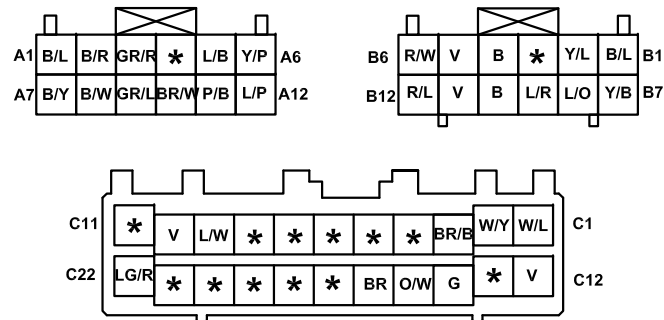 A1 B/L B/R GR/R * L/B Y/P A6
A7 B/Y B/W GR/L BR/W P/B L/P A12
B6 R/W V B * Y/L B/L B1
B12 R/L V B L/R L/O Y/B B7
C11 * V L/W * * * * * BR/B W/Y W/L C1
C22 LG/R * * * * * BR O/W G * V C12